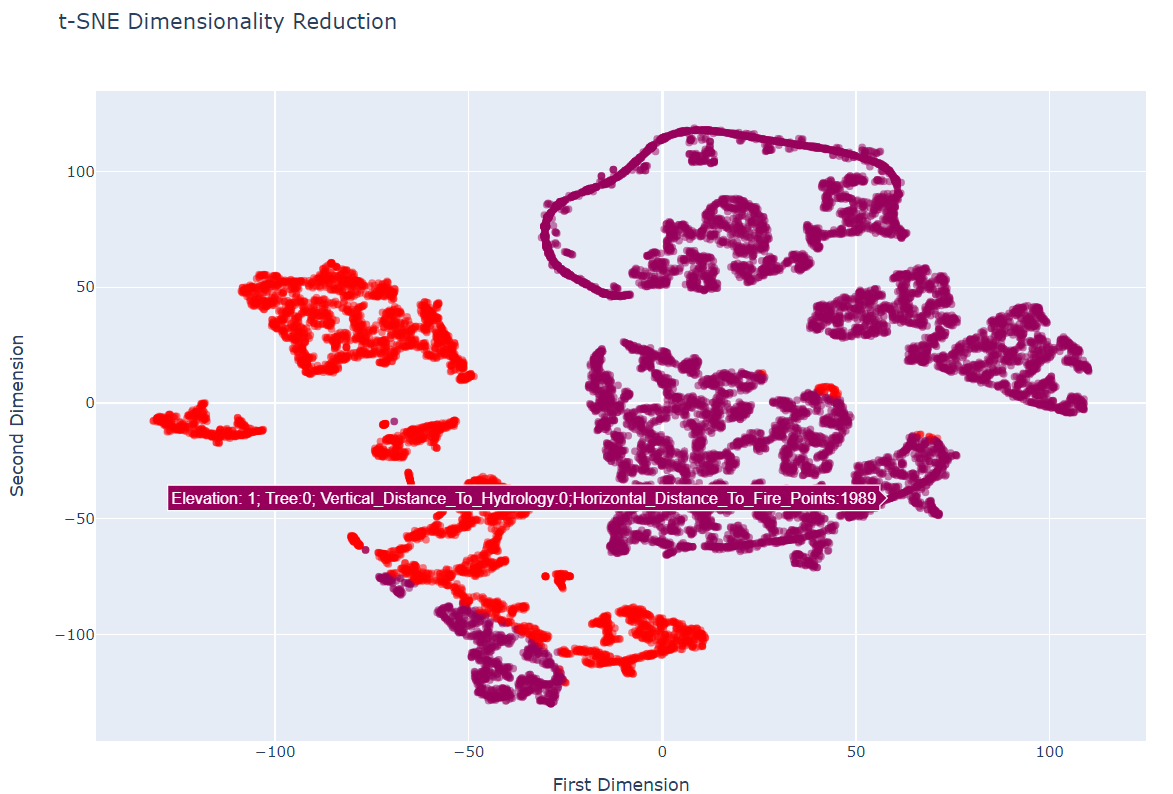 t-SNE Dimensionality Reduction
100
50
0
Elevation: 1; Tree:0; Vertical_Distance_To_Hydrology:0;Horizontal_Distance_To_Fire_Points:1989
−50
−100
−100
−50
0
50
100
First Dimension
Second Dimension